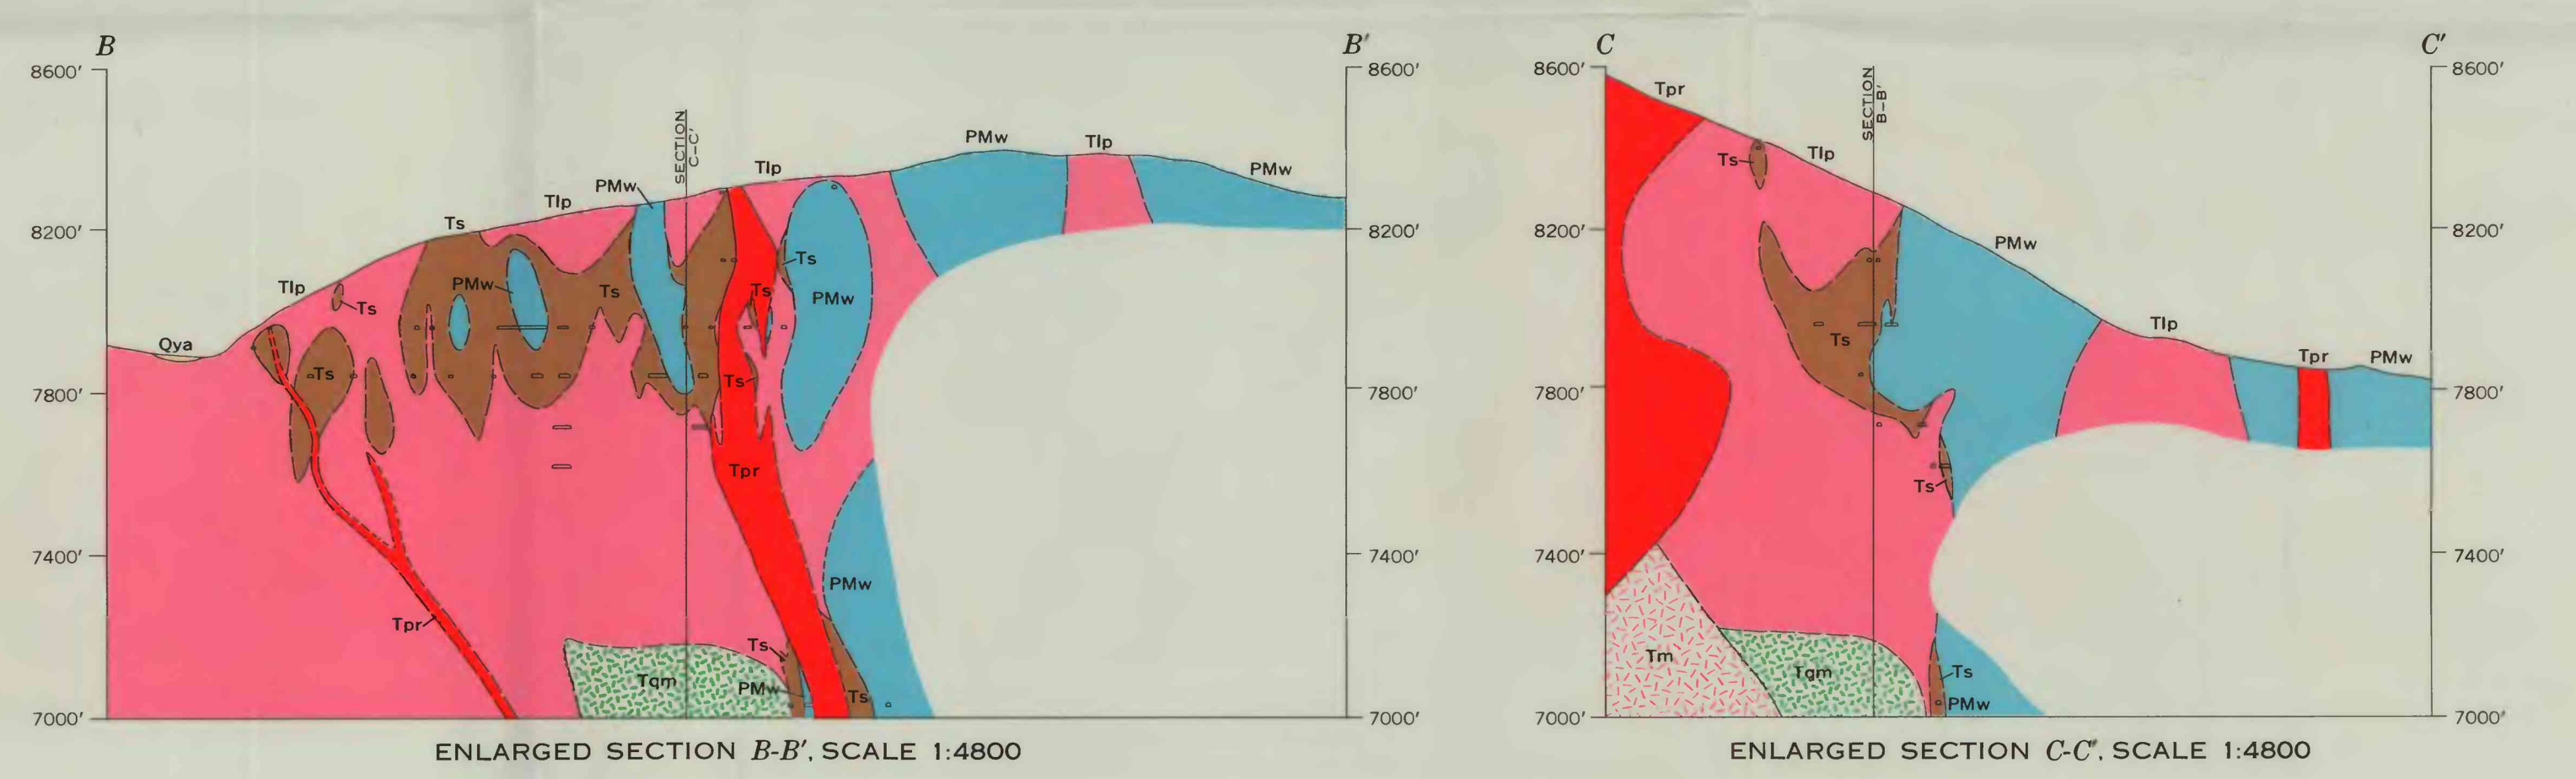 B
B'
8600'
8600'
SECTION
C–C'
PMw
Tlp
PMw
Tlp
PMw
Tlp
PMw
Ts
8200'
8200'
Ts
Tlp
Ts
PMw
Ts
Ts
PMw
Qya
Ts
Ts
7800'
7800'
Tpr
7400'
7400'
PMw
Tpr
Ts
Tqm
PMw
Ts
7000'
7000'
ENLARGED SECTION B-B', SCALE 1:4800
C
C'
8600'
8600'
Tpr
SECTION
B–B'
Ts
Tlp
8200'
8200'
PMw
Tlp
Ts
Tpr
PMw
7800'
7800'
Ts
7400'
7400'
Tm
Tqm
Ts
PMw
7000'
7000'
ENLARGED SECTION C-C', SCALE 1:4800